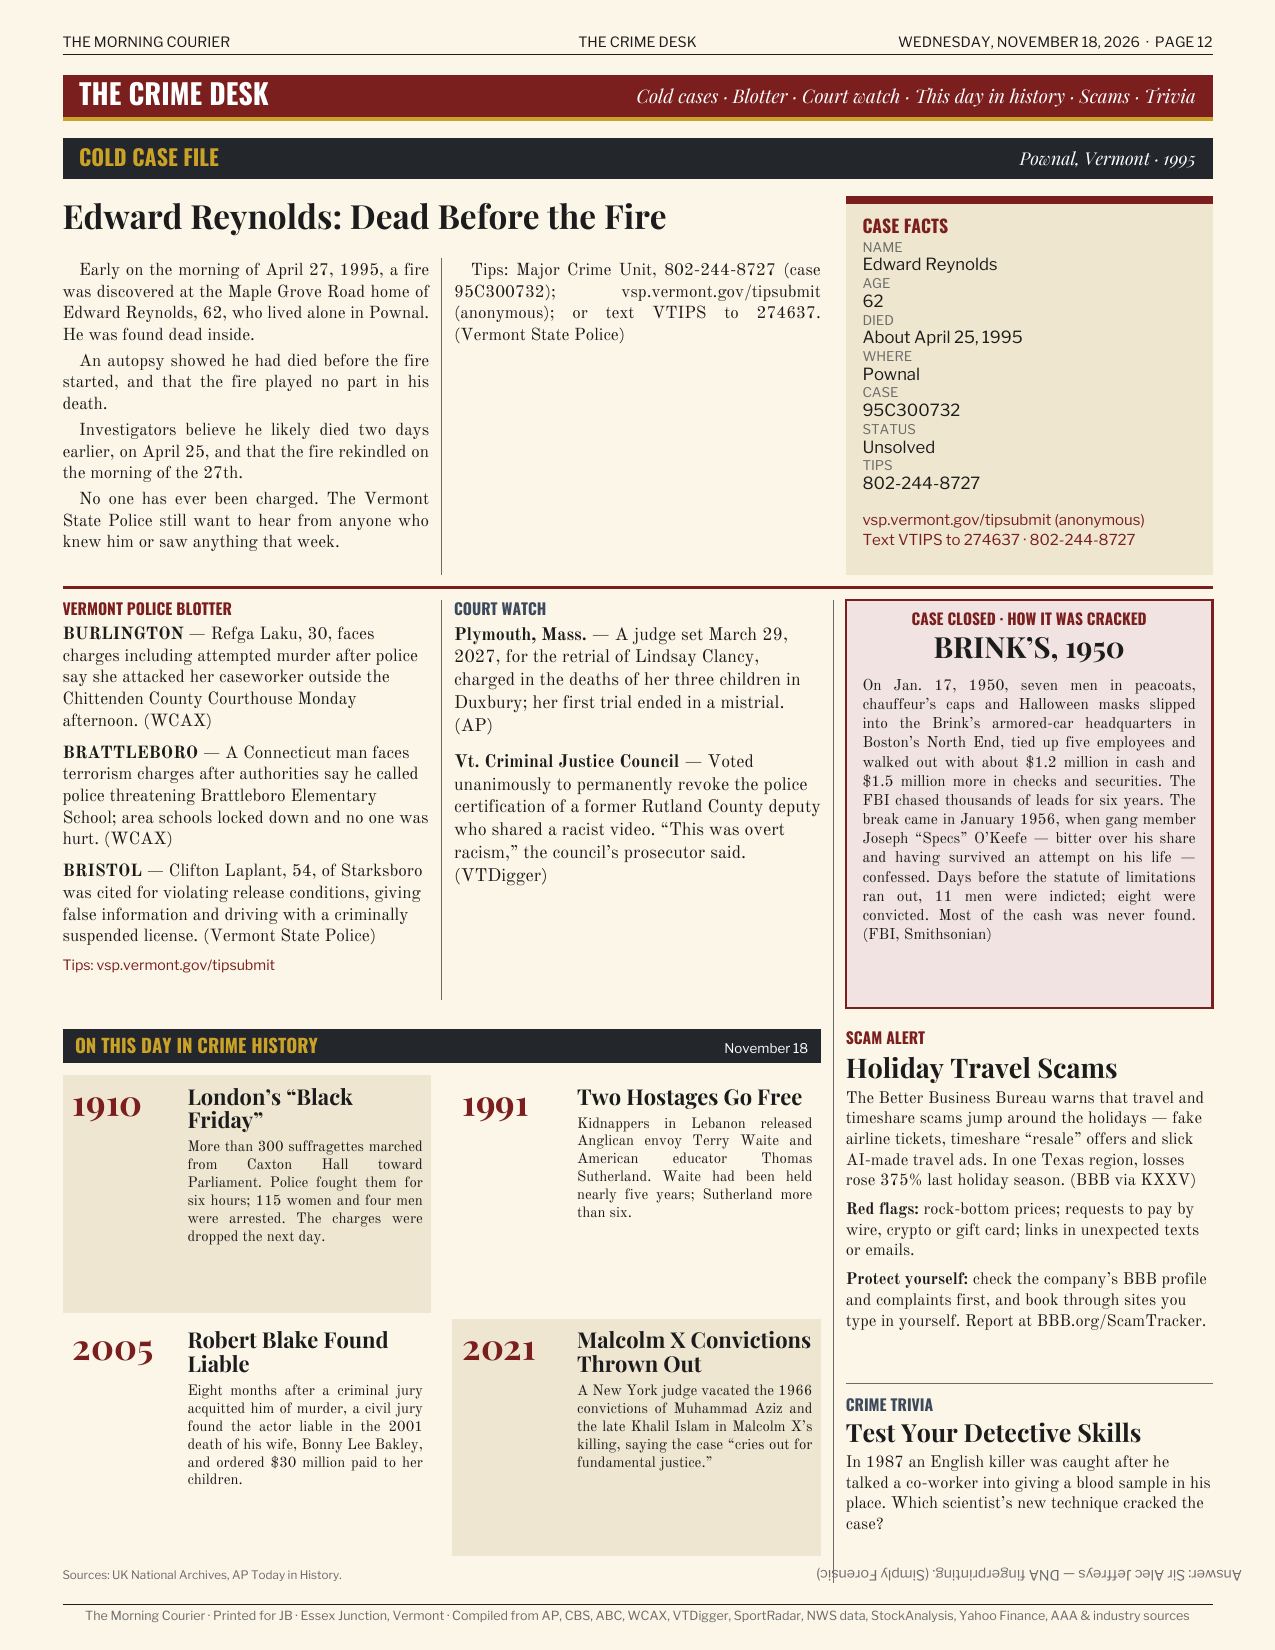 THE MORNING COURIER
THE CRIME DESK
WEDNESDAY, NOVEMBER 18, 2026 · PAGE 12
THE CRIME DESK
Cold cases · Blotter · Court watch · This day in history · Scams · Trivia
COLD CASE FILE
Pownal, Vermont · 1995
Edward Reynolds: Dead Before the Fire
Early on the morning of April 27, 1995, a fire
was discovered at the Maple Grove Road home of
Edward Reynolds, 62, who lived alone in Pownal.
He was found dead inside.
An autopsy showed he had died before the fire
started, and that the fire played no part in his
death.
Investigators believe he likely died two days
earlier, on April 25, and that the fire rekindled on
the morning of the 27th.
No one has ever been charged. The Vermont
State Police still want to hear from anyone who
knew him or saw anything that week.
Tips: Major Crime Unit, 802-244-8727 (case
95C300732); vsp.vermont.gov/tipsubmit
(anonymous); or text VTIPS to 274637.
(Vermont State Police)
CASE FACTS
NAME
Edward Reynolds
AGE
62
DIED
About April 25, 1995
WHERE
Pownal
CASE
95C300732
STATUS
Unsolved
TIPS
802-244-8727
vsp.vermont.gov/tipsubmit (anonymous)
Text VTIPS to 274637 · 802-244-8727
VERMONT POLICE BLOTTER
BURLINGTON — Refga Laku, 30, faces
charges including attempted murder after police
say she attacked her caseworker outside the
Chittenden County Courthouse Monday
afternoon. (WCAX)
BRATTLEBORO — A Connecticut man faces
terrorism charges after authorities say he called
police threatening Brattleboro Elementary
School; area schools locked down and no one was
hurt. (WCAX)
BRISTOL — Clifton Laplant, 54, of Starksboro
was cited for violating release conditions, giving
false information and driving with a criminally
suspended license. (Vermont State Police)
Tips: vsp.vermont.gov/tipsubmit
COURT WATCH
Plymouth, Mass. — A judge set March 29,
2027, for the retrial of Lindsay Clancy,
charged in the deaths of her three children in
Duxbury; her first trial ended in a mistrial.
(AP)
Vt. Criminal Justice Council — Voted
unanimously to permanently revoke the police
certification of a former Rutland County deputy
who shared a racist video. “This was overt
racism,” the council’s prosecutor said.
(VTDigger)
CASE CLOSED · HOW IT WAS CRACKED
BRINK’S, 1950
On Jan. 17, 1950, seven men in peacoats,
chauffeur’s caps and Halloween masks slipped
into the Brink’s armored-car headquarters in
Boston’s North End, tied up five employees and
walked out with about $1.2 million in cash and
$1.5 million more in checks and securities. The
FBI chased thousands of leads for six years. The
break came in January 1956, when gang member
Joseph “Specs” O’Keefe — bitter over his share
and having survived an attempt on his life —
confessed. Days before the statute of limitations
ran out, 11 men were indicted; eight were
convicted. Most of the cash was never found.
(FBI, Smithsonian)
ON THIS DAY IN CRIME HISTORY
November 18
1910
London’s “Black
Friday”
More than 300 suffragettes marched
from Caxton Hall toward
Parliament. Police fought them for
six hours; 115 women and four men
were arrested. The charges were
dropped the next day.
1991
Two Hostages Go Free
Kidnappers in Lebanon released
Anglican envoy Terry Waite and
American educator Thomas
Sutherland. Waite had been held
nearly five years; Sutherland more
than six.
2005
Robert Blake Found
Liable
Eight months after a criminal jury
acquitted him of murder, a civil jury
found the actor liable in the 2001
death of his wife, Bonny Lee Bakley,
and ordered $30 million paid to her
children.
2021
Malcolm X Convictions
Thrown Out
A New York judge vacated the 1966
convictions of Muhammad Aziz and
the late Khalil Islam in Malcolm X’s
killing, saying the case “cries out for
fundamental justice.”
Sources: UK National Archives, AP Today in History.
SCAM ALERT
Holiday Travel Scams
The Better Business Bureau warns that travel and
timeshare scams jump around the holidays — fake
airline tickets, timeshare “resale” offers and slick
AI-made travel ads. In one Texas region, losses
rose 375% last holiday season. (BBB via KXXV)
Red flags: rock-bottom prices; requests to pay by
wire, crypto or gift card; links in unexpected texts
or emails.
Protect yourself: check the company’s BBB profile
and complaints first, and book through sites you
type in yourself. Report at BBB.org/ScamTracker.
CRIME TRIVIA
Test Your Detective Skills
In 1987 an English killer was caught after he
talked a co-worker into giving a blood sample in his
place. Which scientist’s new technique cracked the
case?
Answer: Sir Alec Jeffreys — DNA fingerprinting. (Simply Forensic)
The Morning Courier · Printed for JB · Essex Junction, Vermont · Compiled from AP, CBS, ABC, WCAX, VTDigger, SportRadar, NWS data, StockAnalysis, Yahoo Finance, AAA & industry sources